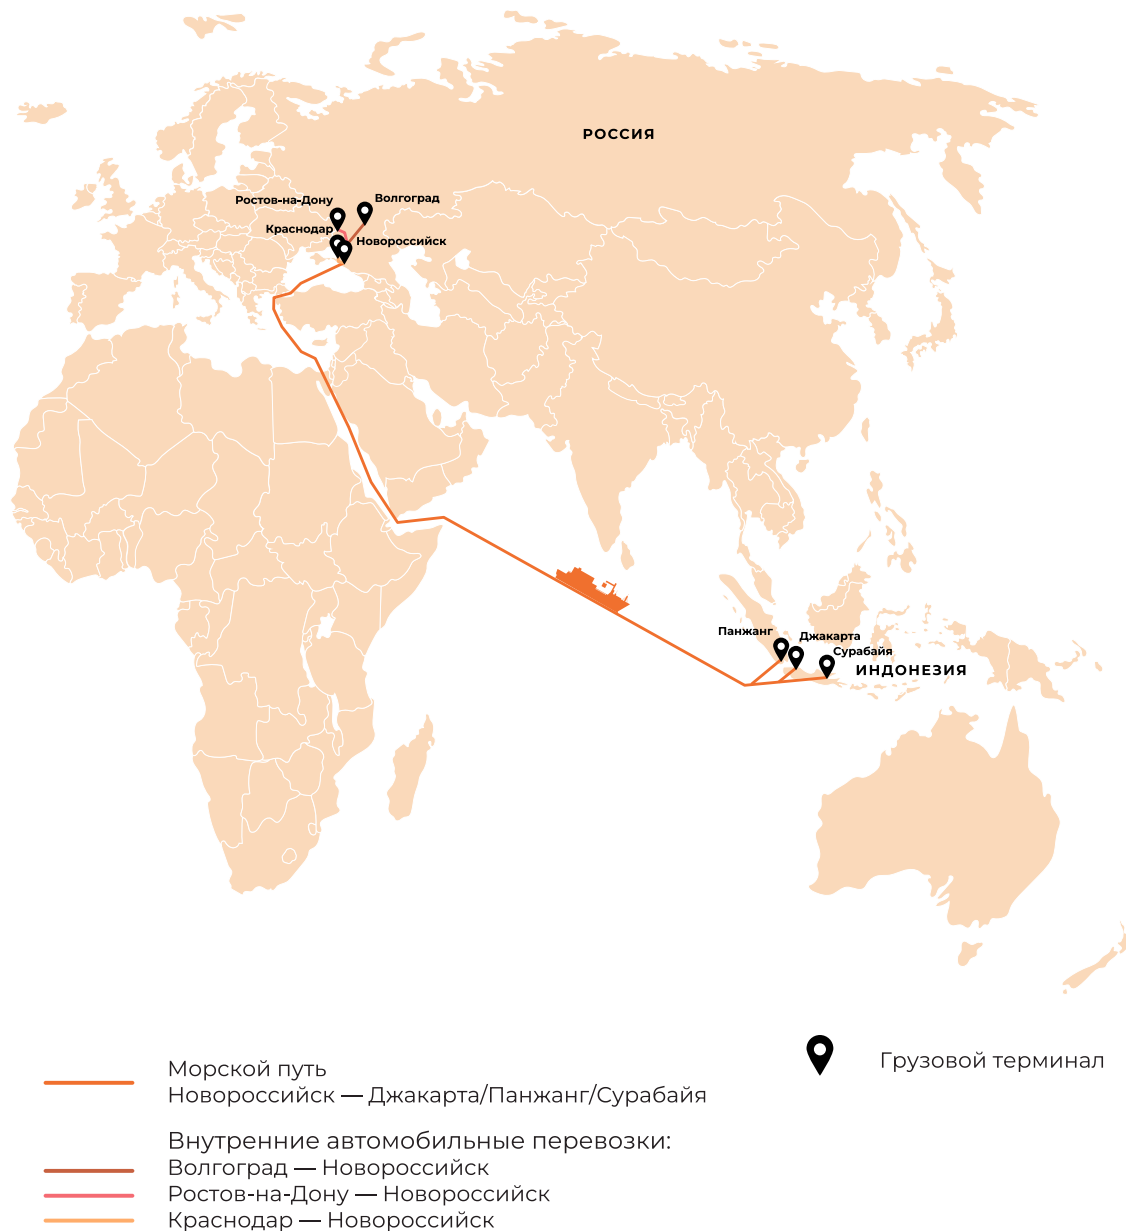 РОССИЯ
Волгоград
Ростов-на-Дону
Краснодар
Новороссийск
Панжанг
Джакарта
Сурабайя
ИНДОНЕЗИЯ
Морской путь
Новороссийск — Джакарта/Панжанг/Сурабайя
Грузовой терминал
Внутренние автомобильные перевозки:
Волгоград — Новороссийск
Ростов-на-Дону — Новороссийск
Краснодар — Новороссийск